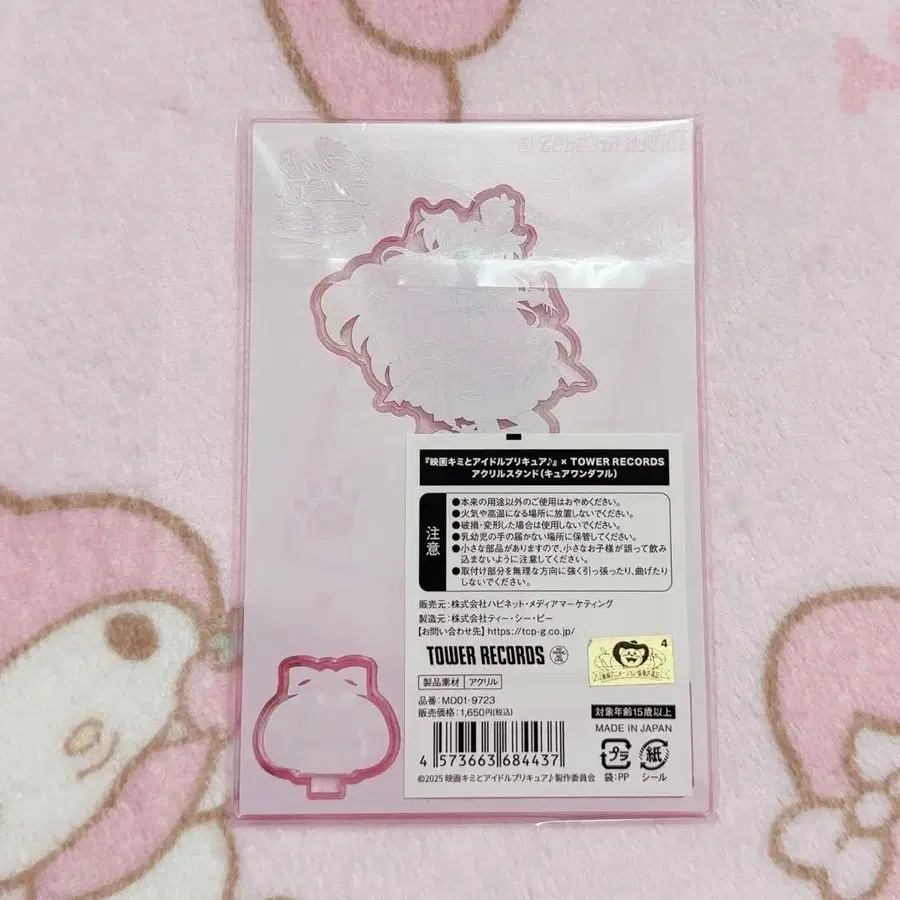 『映画キミとアイドルプリキュア♪』× TOWER RECORDS
アクリルスタンド(キュアワンダフル)
注意
●本来の用途以外のご使用はおやめください。
●火気や高温になる場所に放置しないでください。
●破損・変形した場合は使用しないでください。
●乳幼児の手の届かない場所に保管してください。
●小さな部品がありますので、小さなお子様が誤って飲み
込まないように注意してください。
●取付け部分を無理な方向に強く引っ張ったり、曲げたり
しないでください。
販売元:株式会社ハピネット・メディアマーケティング
製造元:株式会社ティー・シー・ピー
【お問い合わせ先】https://tcp-g.co.jp/
TOWER RECORDS
4
製品素材 アクリル
品番:MD01-9723
販売価格:1,650円(税込)
対象年齢15歳以上
MADE IN JAPAN
プラ 紙
袋:PP シール
4 573663 684437
©2025 映画キミとアイドルプリキュア♪製作委員会